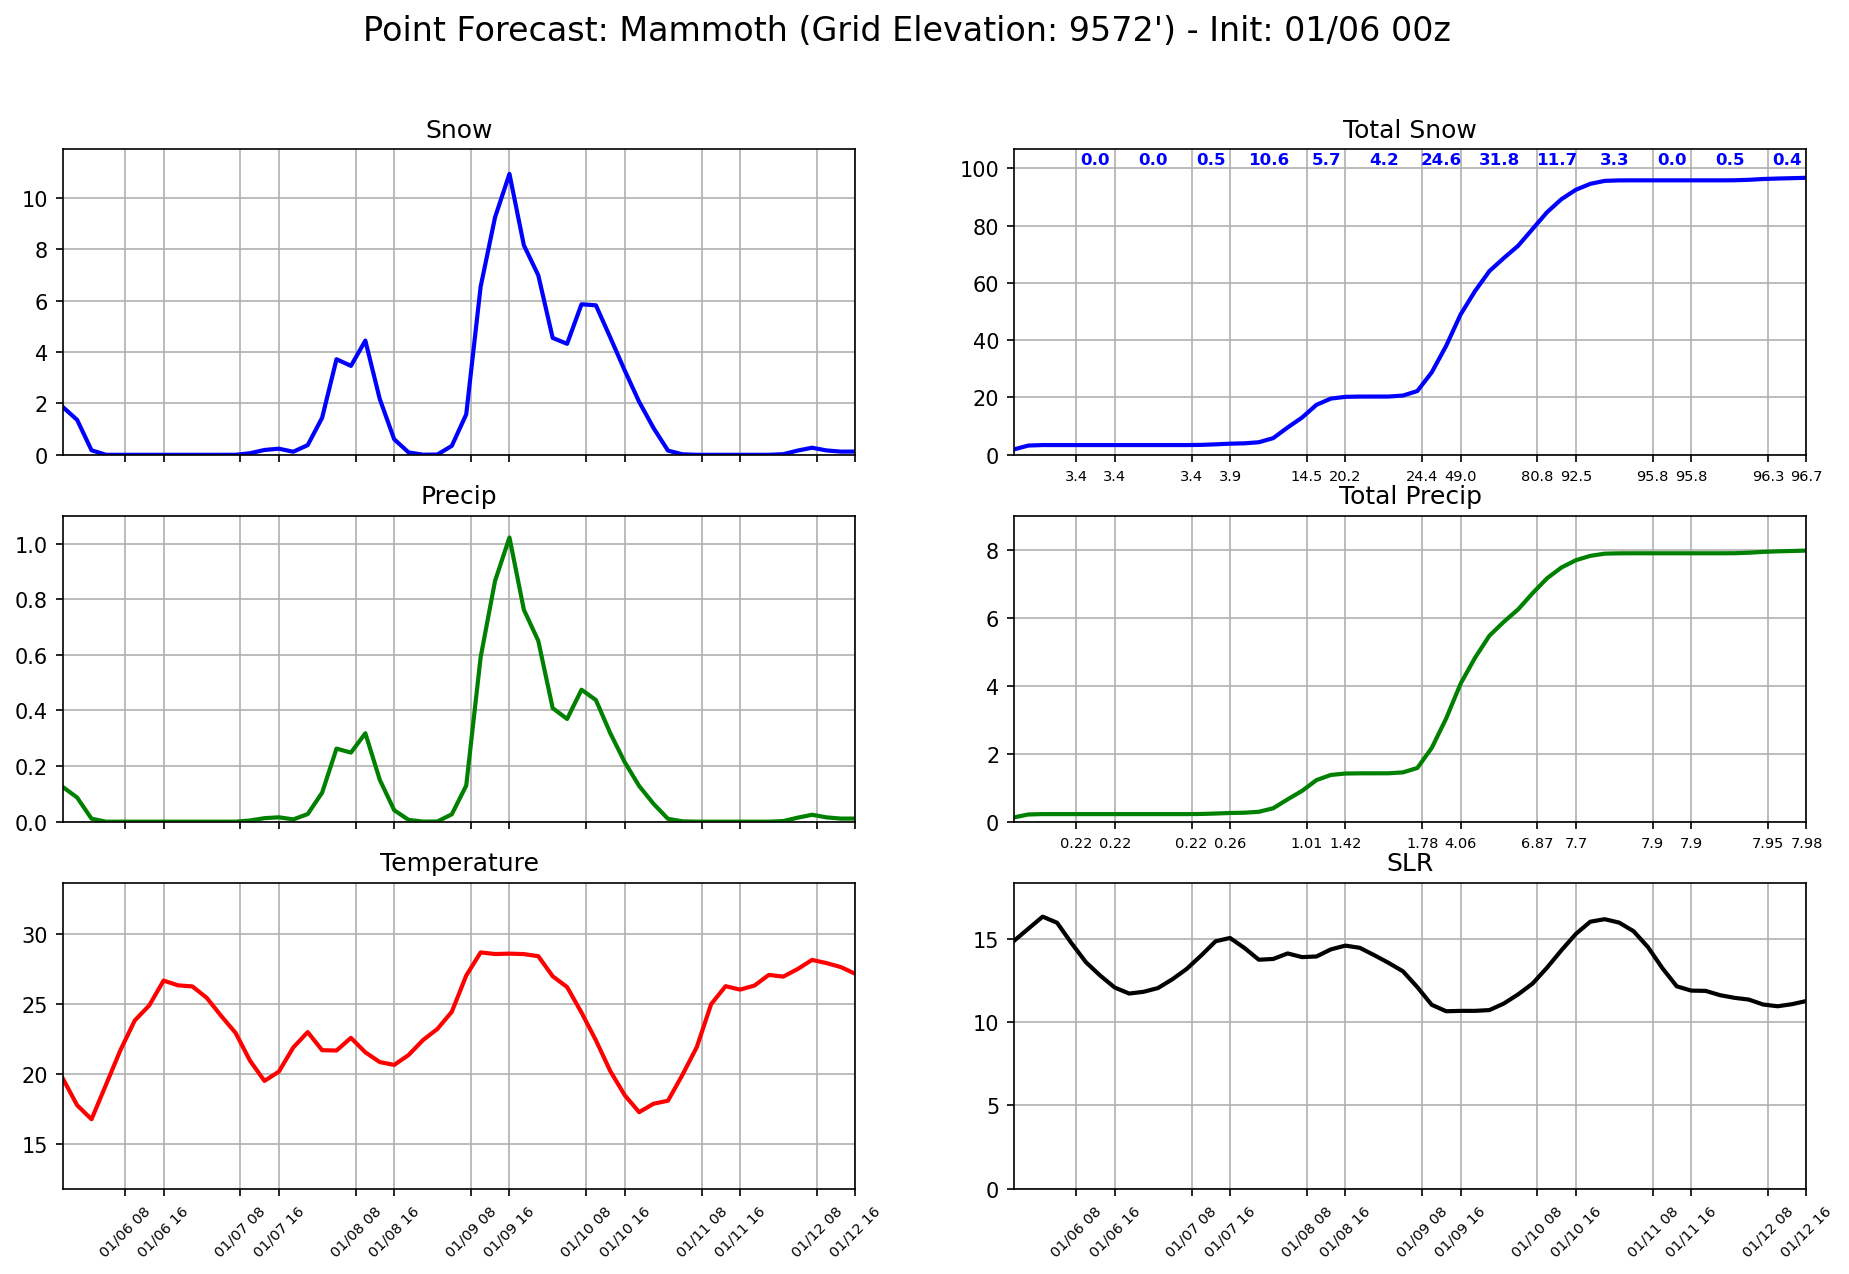 Point Forecast: Mammoth (Grid Elevation: 9572') - Init: 01/06 00z
Snow
10
8
6
4
2
0
Total Snow
0.0 0.0 0.5 10.6 5.7 4.2 24.6 31.8 11.7 3.3 0.0 0.5 0.4
100
80
60
40
20
0
3.4 3.4 3.4 3.9 14.5 20.2 24.4 49.0 80.8 92.5 95.8 95.8 96.3 96.7
Precip
1.0
0.8
0.6
0.4
0.2
0.0
Total Precip
8
6
4
2
0
0.22 0.22 0.22 0.26 1.01 1.42 1.78 4.06 6.87 7.7 7.9 7.9 7.95 7.98
Temperature
30
25
20
15
01/06 08 01/06 16 01/07 08 01/07 16 01/08 08 01/08 16 01/09 08 01/09 16 01/10 08 01/10 16 01/11 08 01/11 16 01/12 08 01/12 16
SLR
15
10
5
0
01/06 08 01/06 16 01/07 08 01/07 16 01/08 08 01/08 16 01/09 08 01/09 16 01/10 08 01/10 16 01/11 08 01/11 16 01/12 08 01/12 16